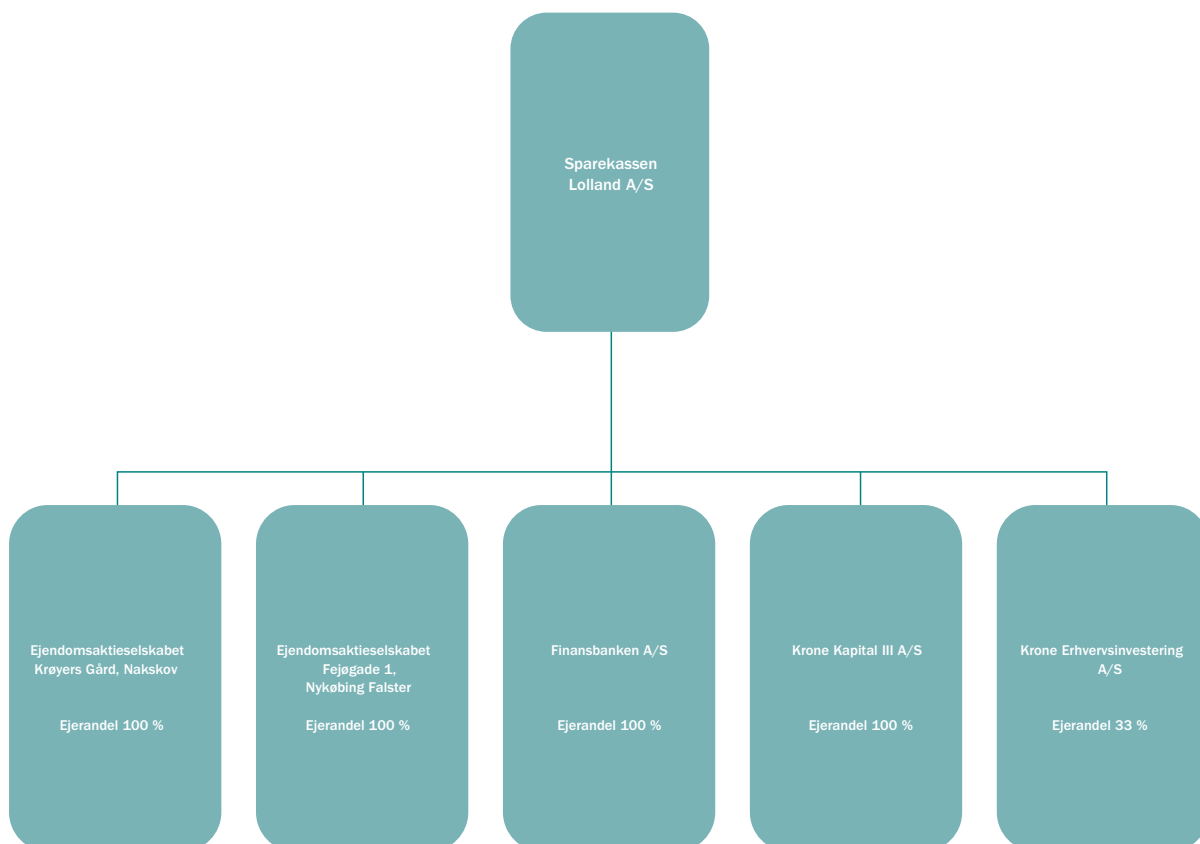 Sparekassen
Lolland A/S
Ejendomsaktieselskabet
Krøyers Gård, Nakskov
Ejerandel 100 %
Ejendomsaktieselskabet
Fejøgade 1,
Nykøbing Falster
Ejerandel 100 %
Finansbanken A/S
Ejerandel 100 %
Krone Kapital III A/S
Ejerandel 100 %
Krone Erhvervsinvestering
A/S
Ejerandel 33 %